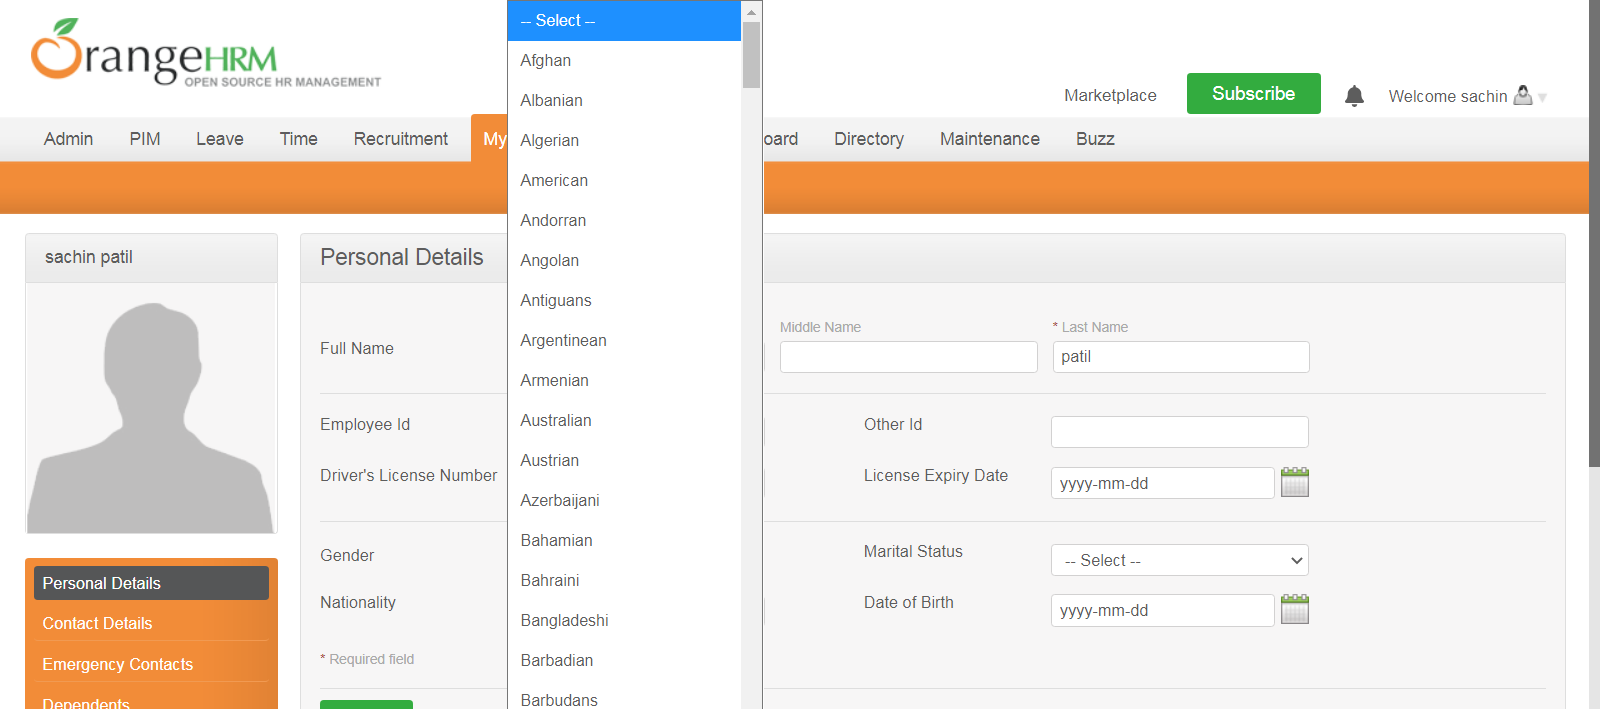 OrangeHRM
OPEN SOURCE HR MANAGEMENT
Marketplace
Subscribe
Welcome sachin
Admin PIM Leave Time Recruitment My oard Directory Maintenance Buzz
-- Select --
Afghan
Albanian
Algerian
American
Andorran
Angolan
Antiguans
Argentinean
Armenian
Australian
Austrian
Azerbaijani
Bahamian
Bahraini
Bangladeshi
Barbadian
Barbudans
sachin patil
Personal Details
Contact Details
Emergency Contacts
Dependents
Personal Details
Full Name
Middle Name
* Last Name
patil
Employee Id
Other Id
Driver's License Number
License Expiry Date
yyyy-mm-dd
Gender
Marital Status
-- Select --
Nationality
Date of Birth
yyyy-mm-dd
* Required field